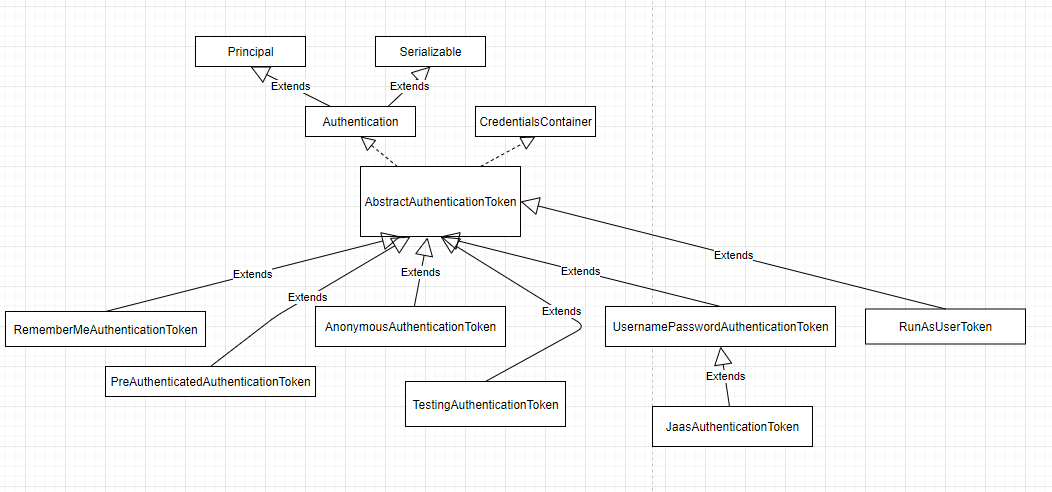 Principal
Serializable
Extends
Extends
Authentication
CredentialsContainer
AbstractAuthenticationToken
Extends
Extends
Extends
Extends
Extends
Extends
RememberMeAuthenticationToken
AnonymousAuthenticationToken
UsernamePasswordAuthenticationToken
RunAsUserToken
PreAuthenticatedAuthenticationToken
Extends
TestingAuthenticationToken
JaasAuthenticationToken